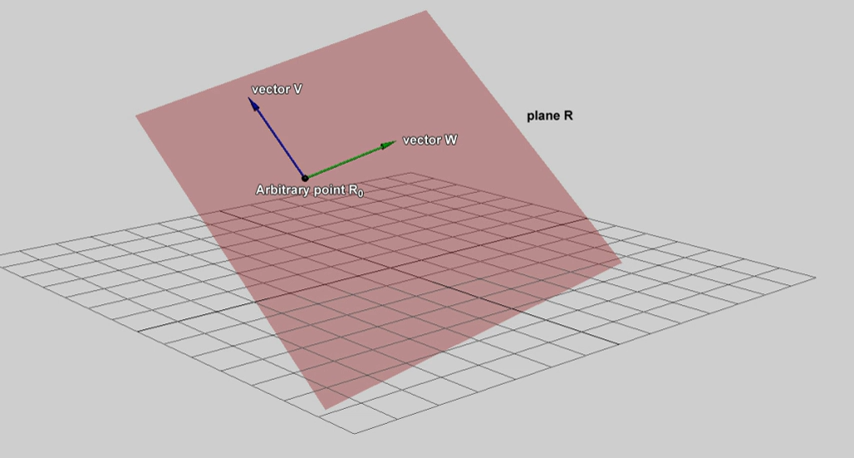 vector V
plane R
vector W
Arbitrary point R₀